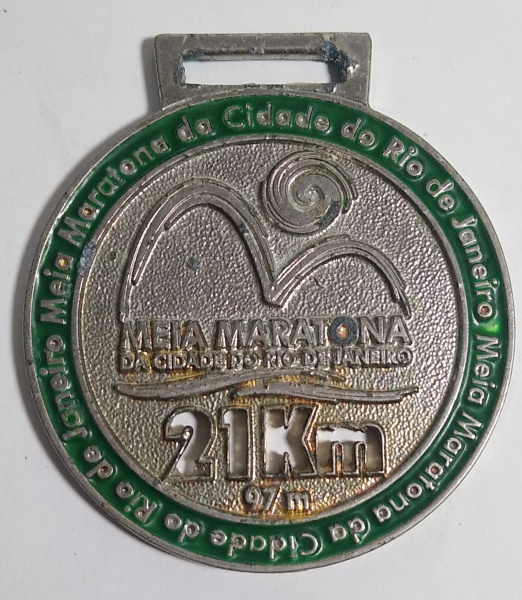 Meia Maratona da Cidade do Rio de Janeiro Meia Maratona da Cidade do Rio de Janeiro
MEIA MARATONA
DA CIDADE DO RIO DE JANEIRO
21Km
97m